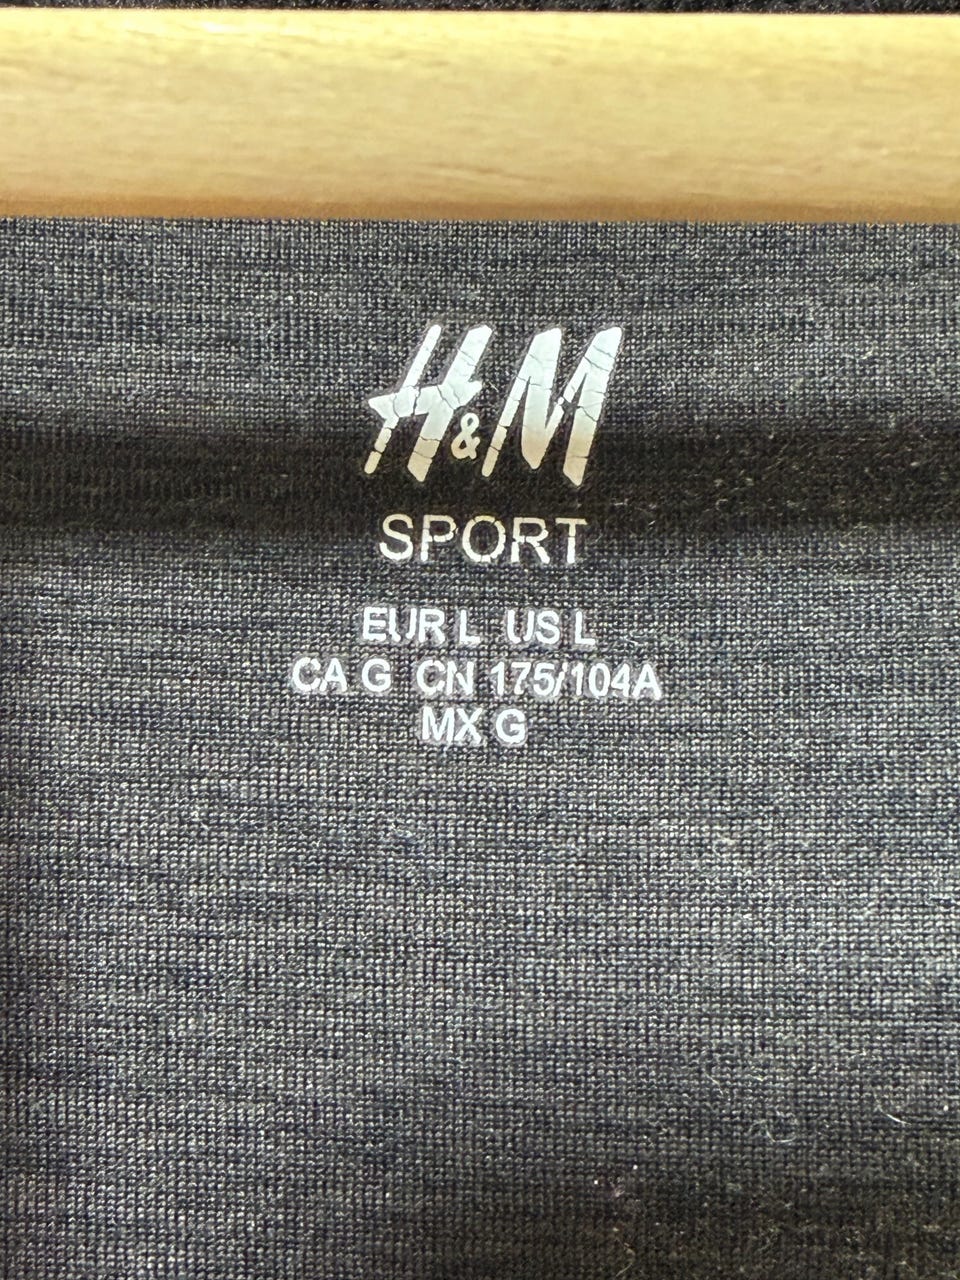 H&M
SPORT
EUR L US L
CA G CN 175/104A
MX G